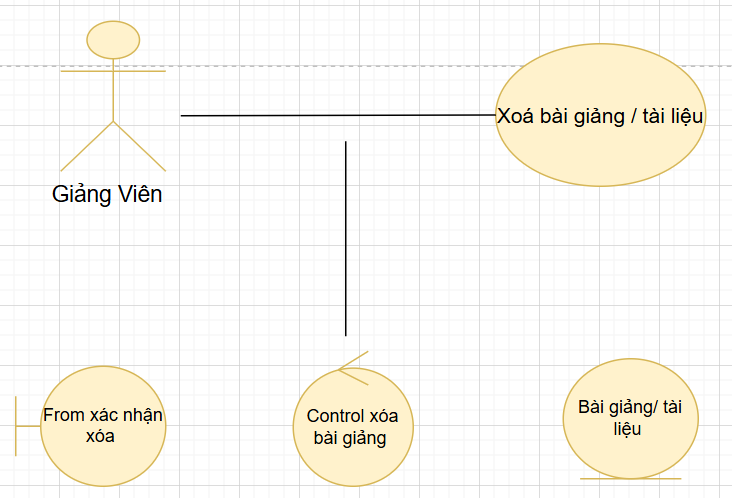 Xoá bài giảng / tài liệu
Giảng Viên
From xác nhận
xóa
Control xóa
bài giảng
Bài giảng/ tài
liệu